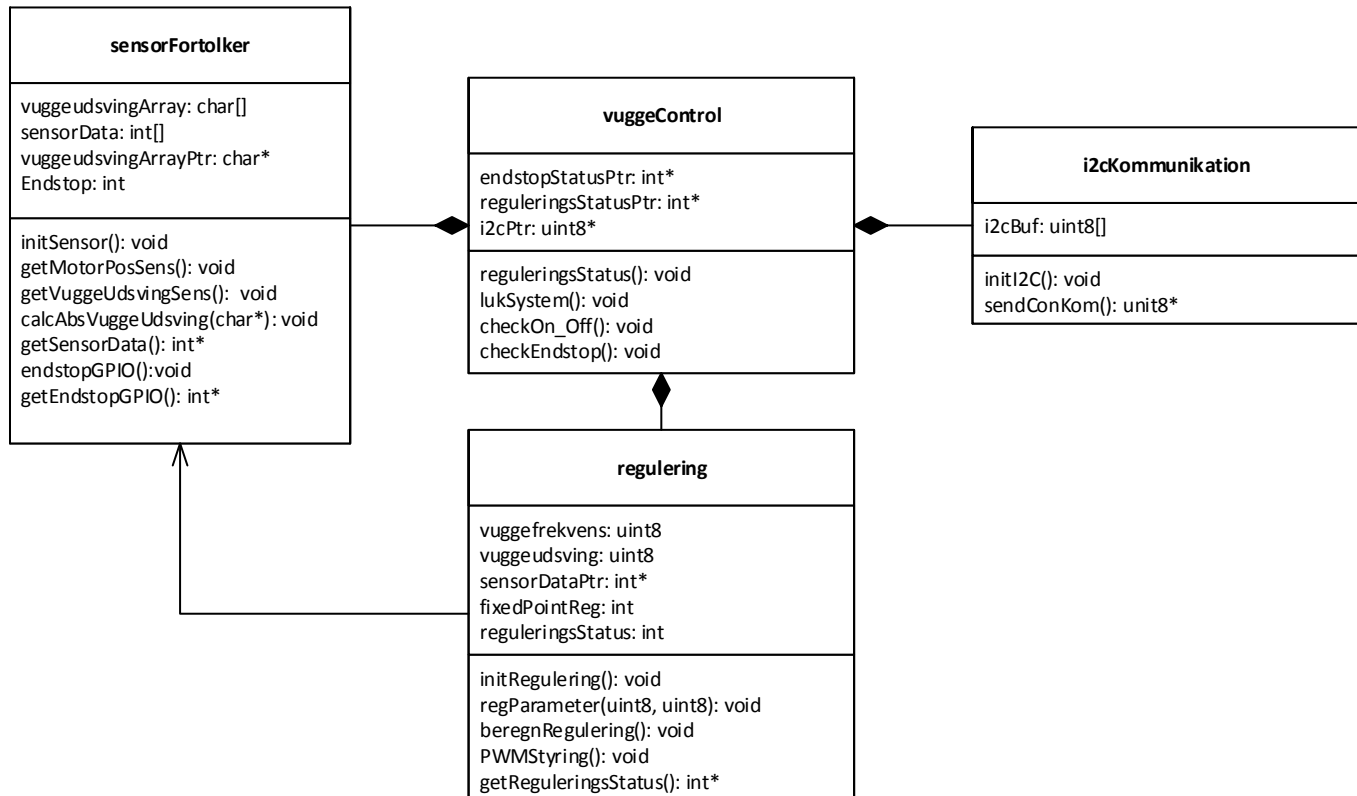 sensorFortolker
vuggeudsvingArray: char[]
sensorData: int[]
vuggeudsvingArrayPtr: char*
Endstop: int
initSensor(): void
getMotorPosSens(): void
getVuggeUdsvingSens():  void
calcAbsVuggeUdsving(char*): void
getSensorData(): int*
endstopGPIO():void
getEndstopGPIO(): int*
vuggeControl
endstopStatusPtr: int*
reguleringsStatusPtr: int*
i2cPtr: uint8*
reguleringsStatus(): void
lukSystem(): void
checkOn_Off(): void
checkEndstop(): void
i2cKommunikation
i2cBuf: uint8[]
initI2C(): void
sendConKom(): unit8*
regulering
vuggefrekvens: uint8
vuggeudsving: uint8
sensorDataPtr: int*
fixedPointReg: int
reguleringsStatus: int
initRegulering(): void
regParameter(uint8, uint8): void
beregnRegulering(): void
PWMStyring(): void
getReguleringsStatus(): int*